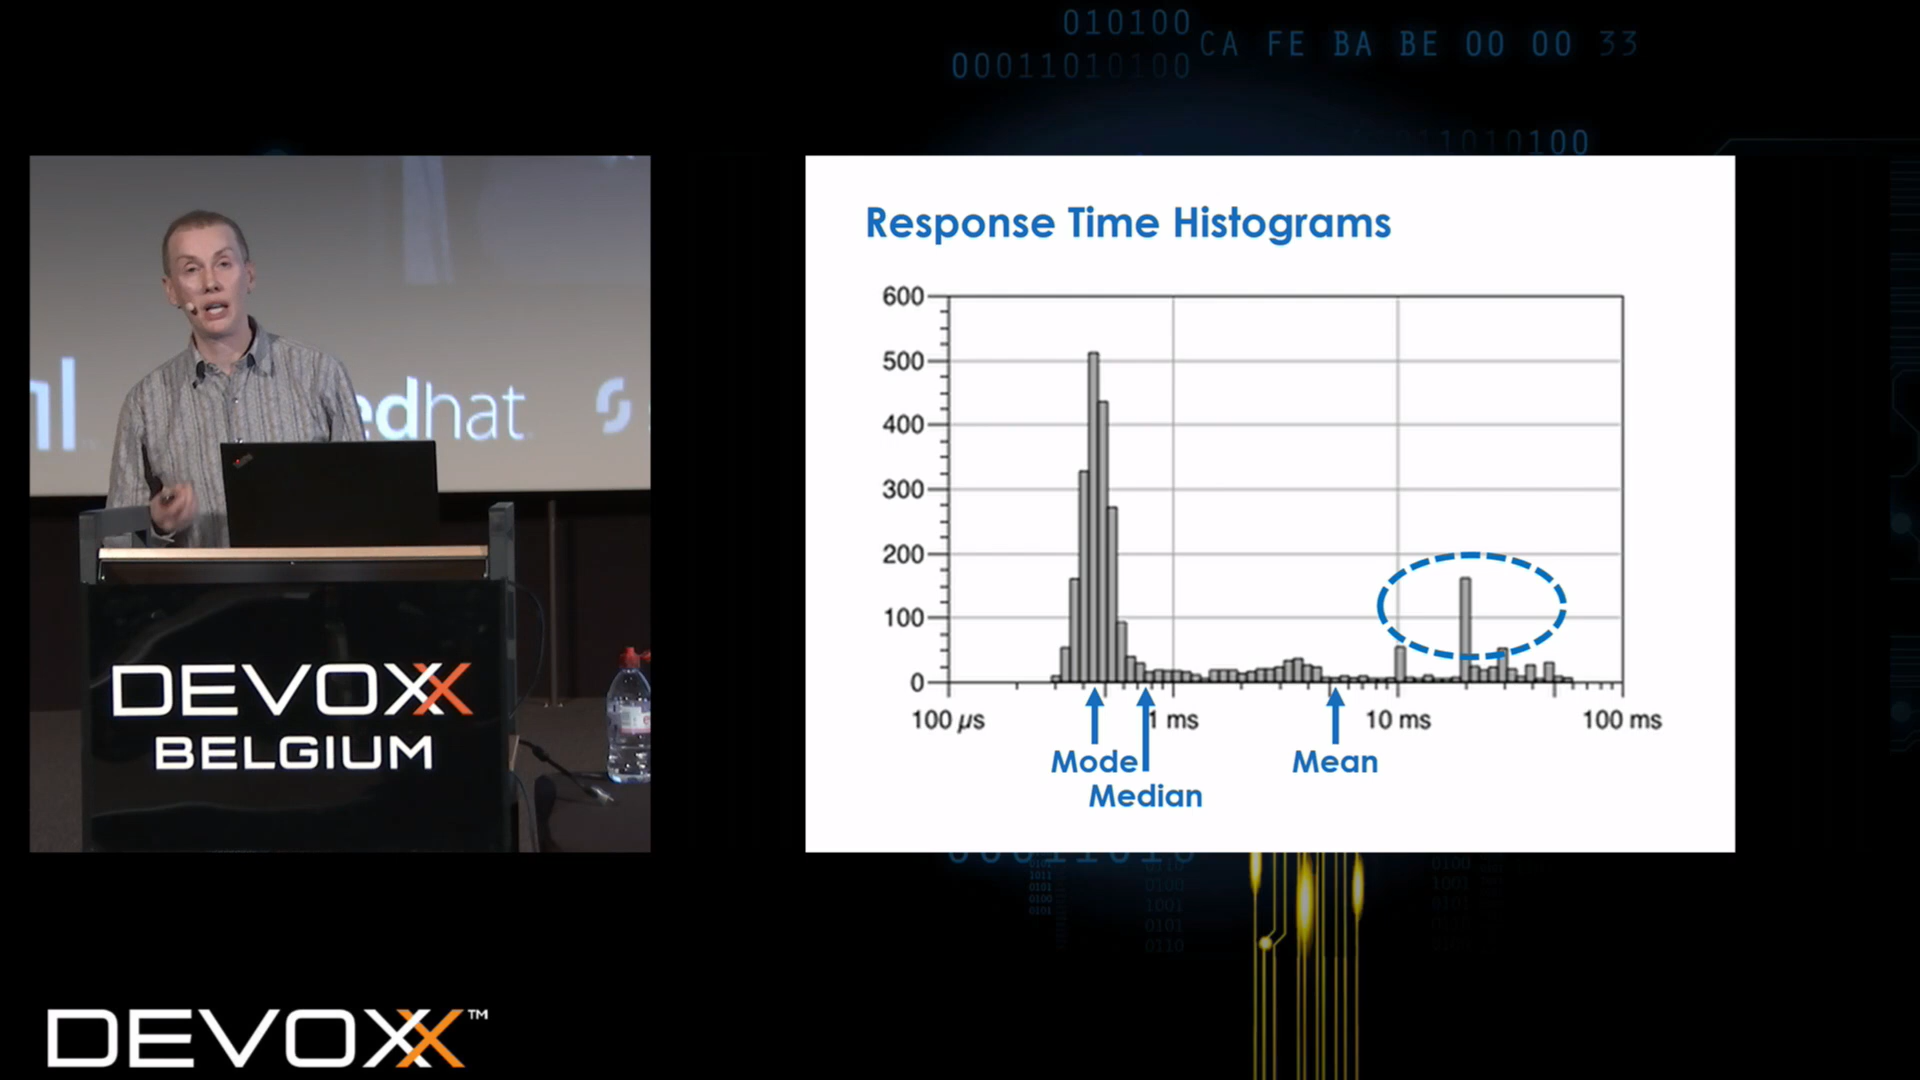 010100
CA FE BA BE 00 00 33
00011010100
11010100
edhat
DEVOXX
BELGIUM
Response Time Histograms
600
500
400
300
200
100
0
100 µs
1 ms
10 ms
100 ms
Mode
Mean
Median
DEVOXX™